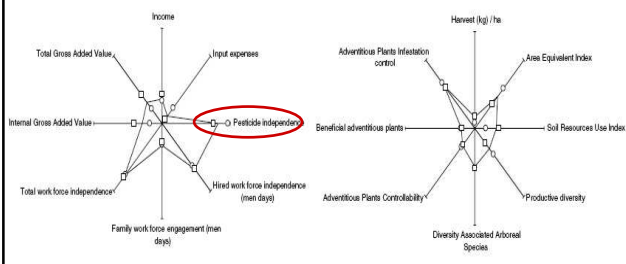 Income
Total Gross Added Value
Input expenses
Internal Gross Added Value
Pesticide independence
Total work force independence
Hired work force independence
(men days)
Family work force engagement (men
days)
Harvest (kg) / ha
Adventitious Plants Infestation
control
Area Equivalent Index
Beneficial adventitious plants
Soil Resources Use Index
Adventitious Plants Controllability
Productive diversity
Diversity Associated Arboreal
Species